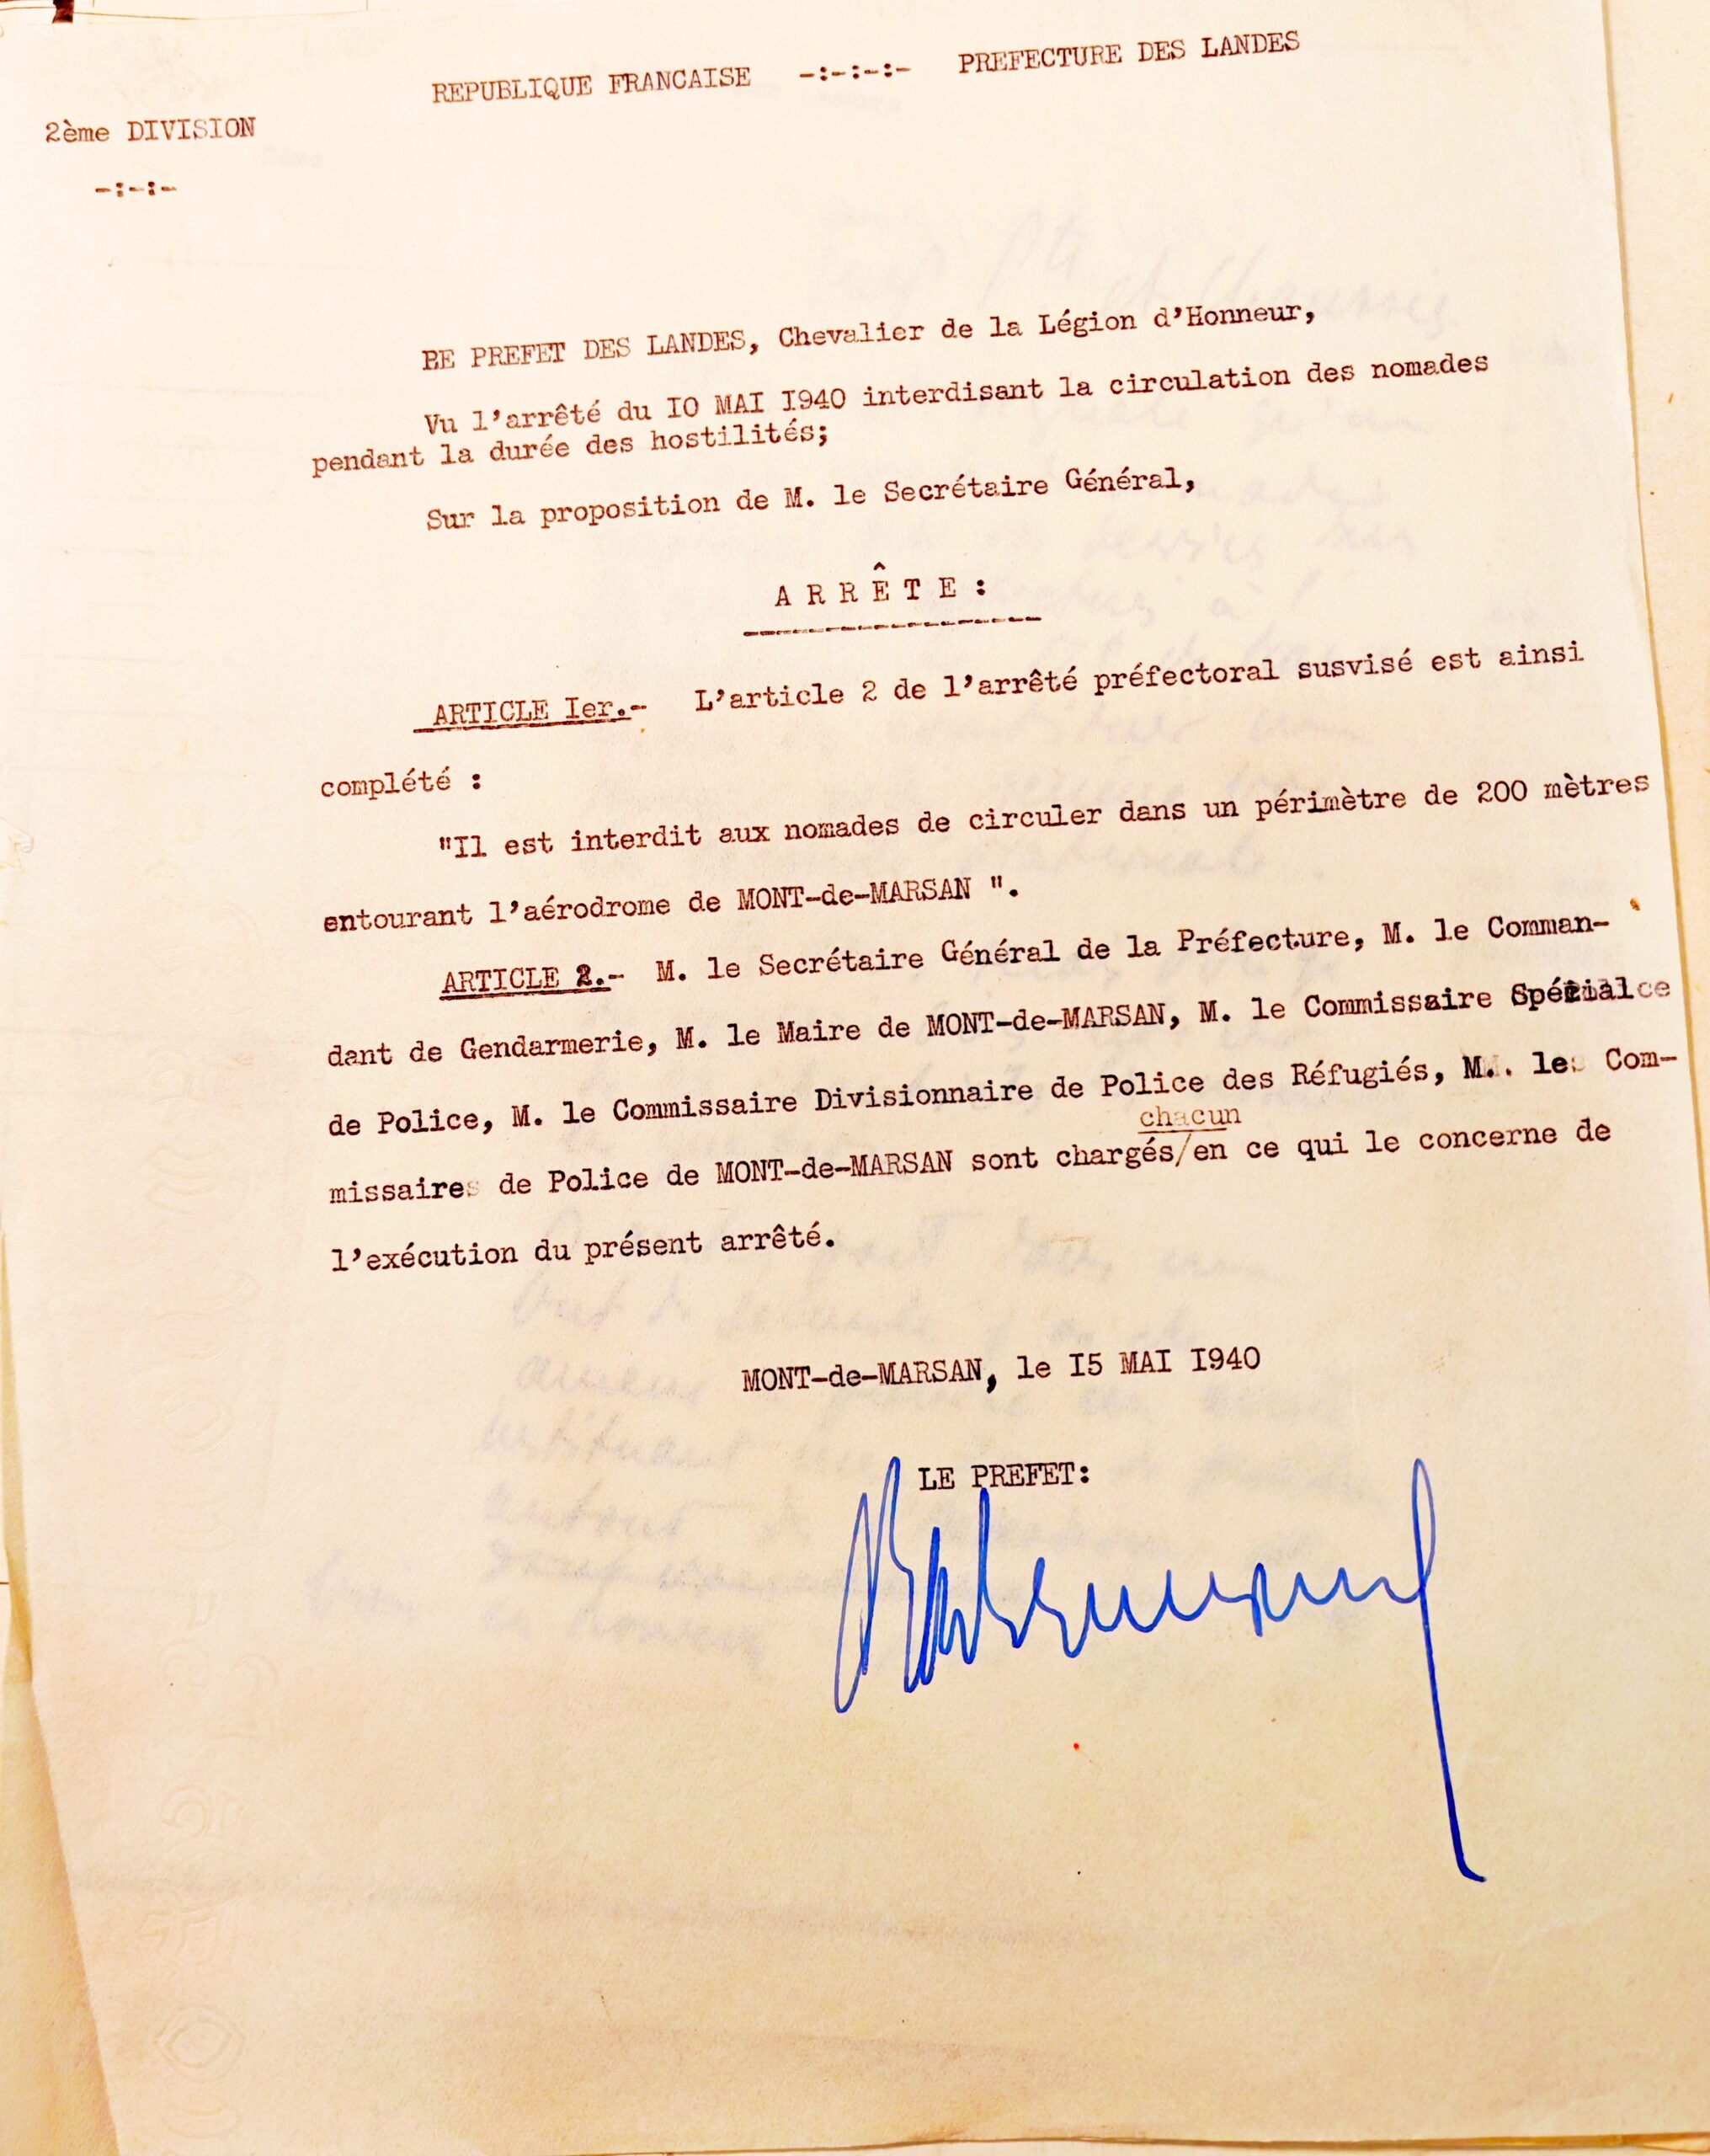 REPUBLIQUE FRANCAISE -:-:-:- PREFECTURE DES LANDES
2ème DIVISION
-:-:-
LE PREFET DES LANDES, Chevalier de la Légion d'Honneur,
Vu l'arrêté du IO MAI I940 interdisant la circulation des nomades
pendant la durée des hostilités;
Sur la proposition de M. le Secrétaire Général,
A R R Ê T E :
ARTICLE Ier.- L'article 2 de l'arrêté préfectoral susvisé est ainsi
complété :
"Il est interdit aux nomades de circuler dans un périmètre de 200 mètres
entourant l'aérodrome de MONT-de-MARSAN ".
ARTICLE 2.- M. le Secrétaire Général de la Préfecture, M. le Comman-
dant de Gendarmerie, M. le Maire de MONT-de-MARSAN, M. le Commissaire Spécial
de Police, M. le Commissaire Divisionnaire de Police des Réfugiés, M. le Com-
chacun
missaire de Police de MONT-de-MARSAN sont chargés/en ce qui le concerne de
l'exécution du présent arrêté.
MONT-de-MARSAN, le I5 MAI I940
LE PREFET: